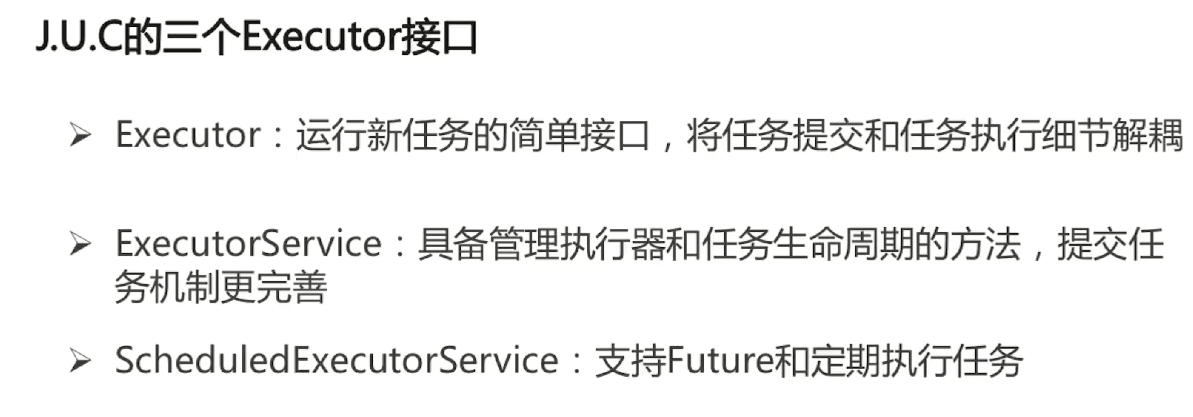 J.U.C的三个Executor接口
➢ Executor：运行新任务的简单接口，将任务提交和任务执行细节解耦
➢ ExecutorService：具备管理执行器和任务生命周期的方法，提交任
务机制更完善
➢ ScheduledExecutorService：支持Future和定期执行任务